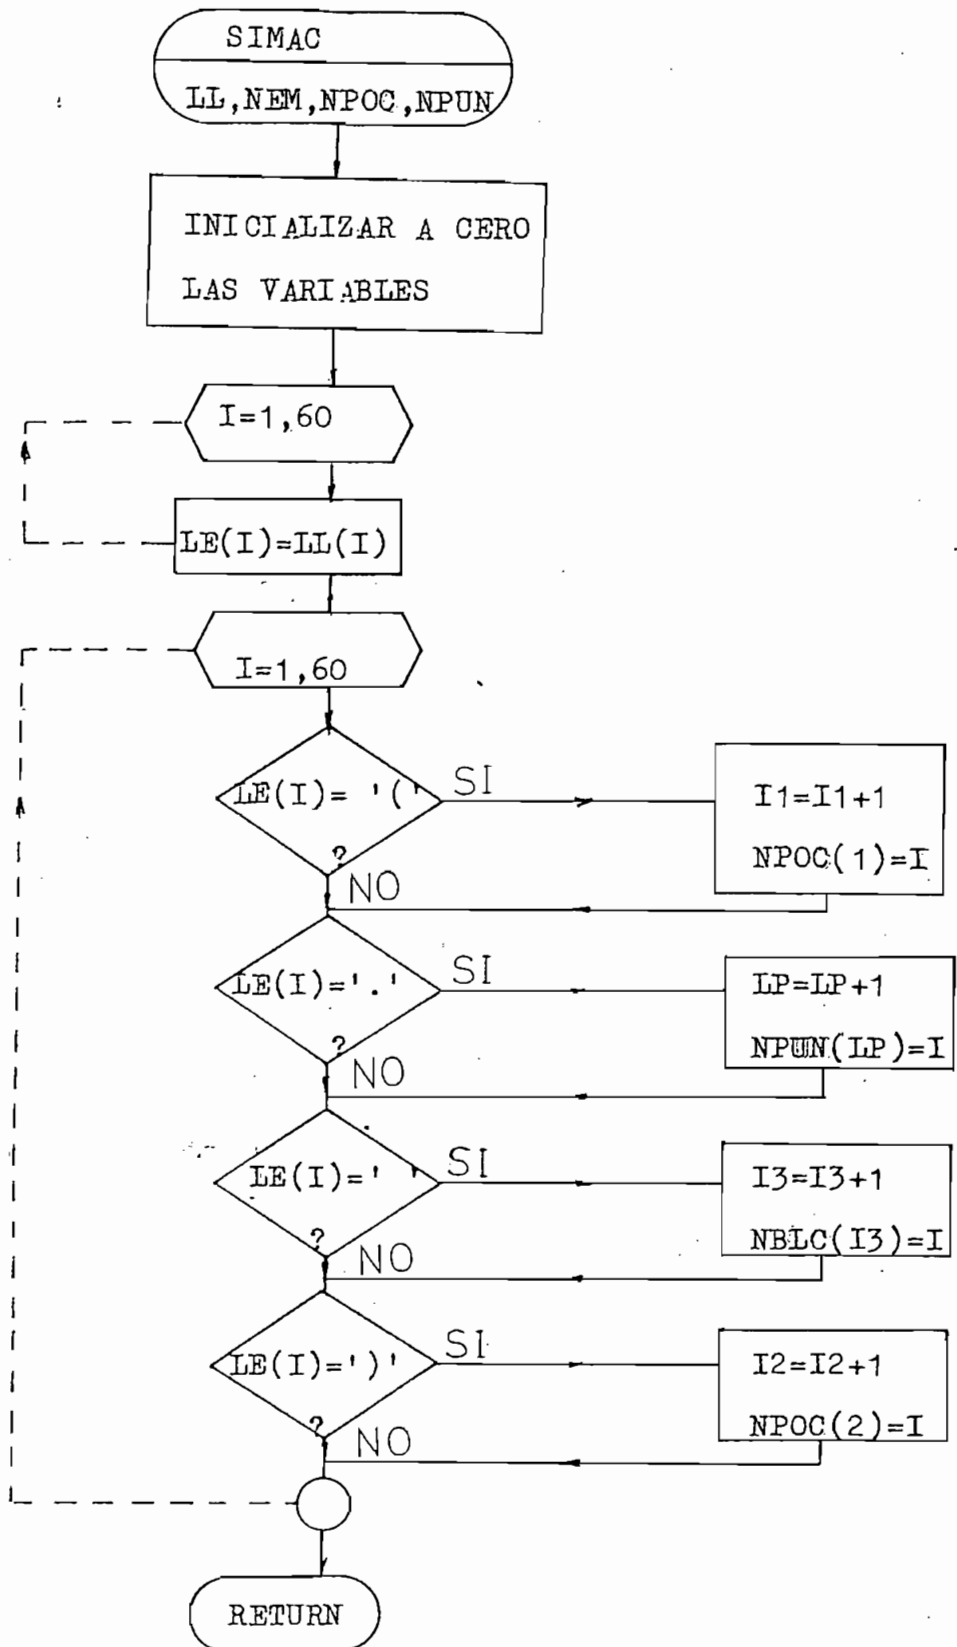 SIMAC
LL,NEM,NPOC,NPUN
INICIALIZAR A CERO
LAS VARIABLES
I=1,60
LE(I)=LL(I)
I=1,60
LE(I)= '('
?
SI
I1=I1+1
NPOC(1)=I
NO
LE(I)='.'
?
SI
LP=LP+1
NPUN(LP)=I
NO
LE(I)=' '
?
SI
I3=I3+1
NBLC(I3)=I
NO
LE(I)=')'
?
SI
I2=I2+1
NPOC(2)=I
NO
RETURN